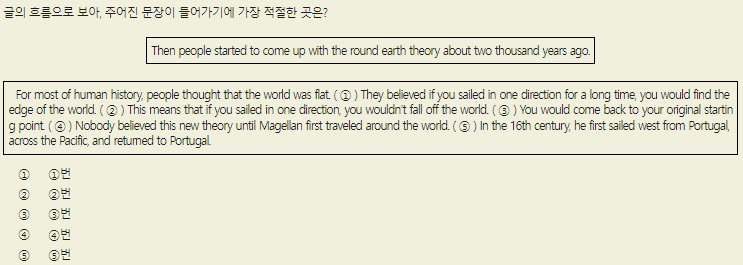 글의 흐름으로 보아, 주어진 문장이 들어가기에 가장 적절한 곳은?
Then people started to come up with the round earth theory about two thousand years ago.
For most of human history, people thought that the world was flat. ( ① ) They believed if you sailed in one direction for a long time, you would find the
edge of the world. ( ② ) This means that if you sailed in one direction, you wouldn't fall off the world. ( ③ ) You would come back to your original startin
g point. ( ④ ) Nobody believed this new theory until Magellan first traveled around the world. ( ⑤ ) In the 16th century, he first sailed west from Portugal,
across the Pacific, and returned to Portugal.
① ①번
② ②번
③ ③번
④ ④번
⑤ ⑤번